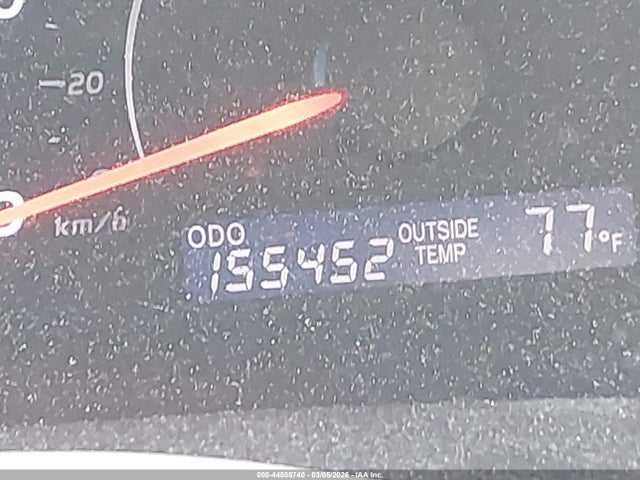 20
km/h
ODO
155452
OUTSIDE
TEMP
77°F
000-44508740 - 03/05/2026 - IAA Inc.